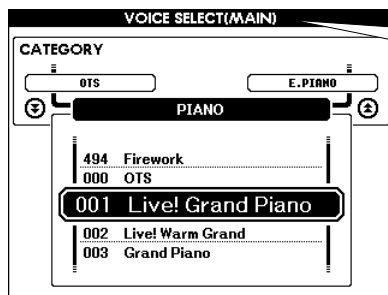 VOICE SELECT(MAIN)
CATEGORY
OTS E.PIANO
PIANO
494 Firework
000 OTS
001 Live! Grand Piano
002 Live! Warm Grand
003 Grand Piano